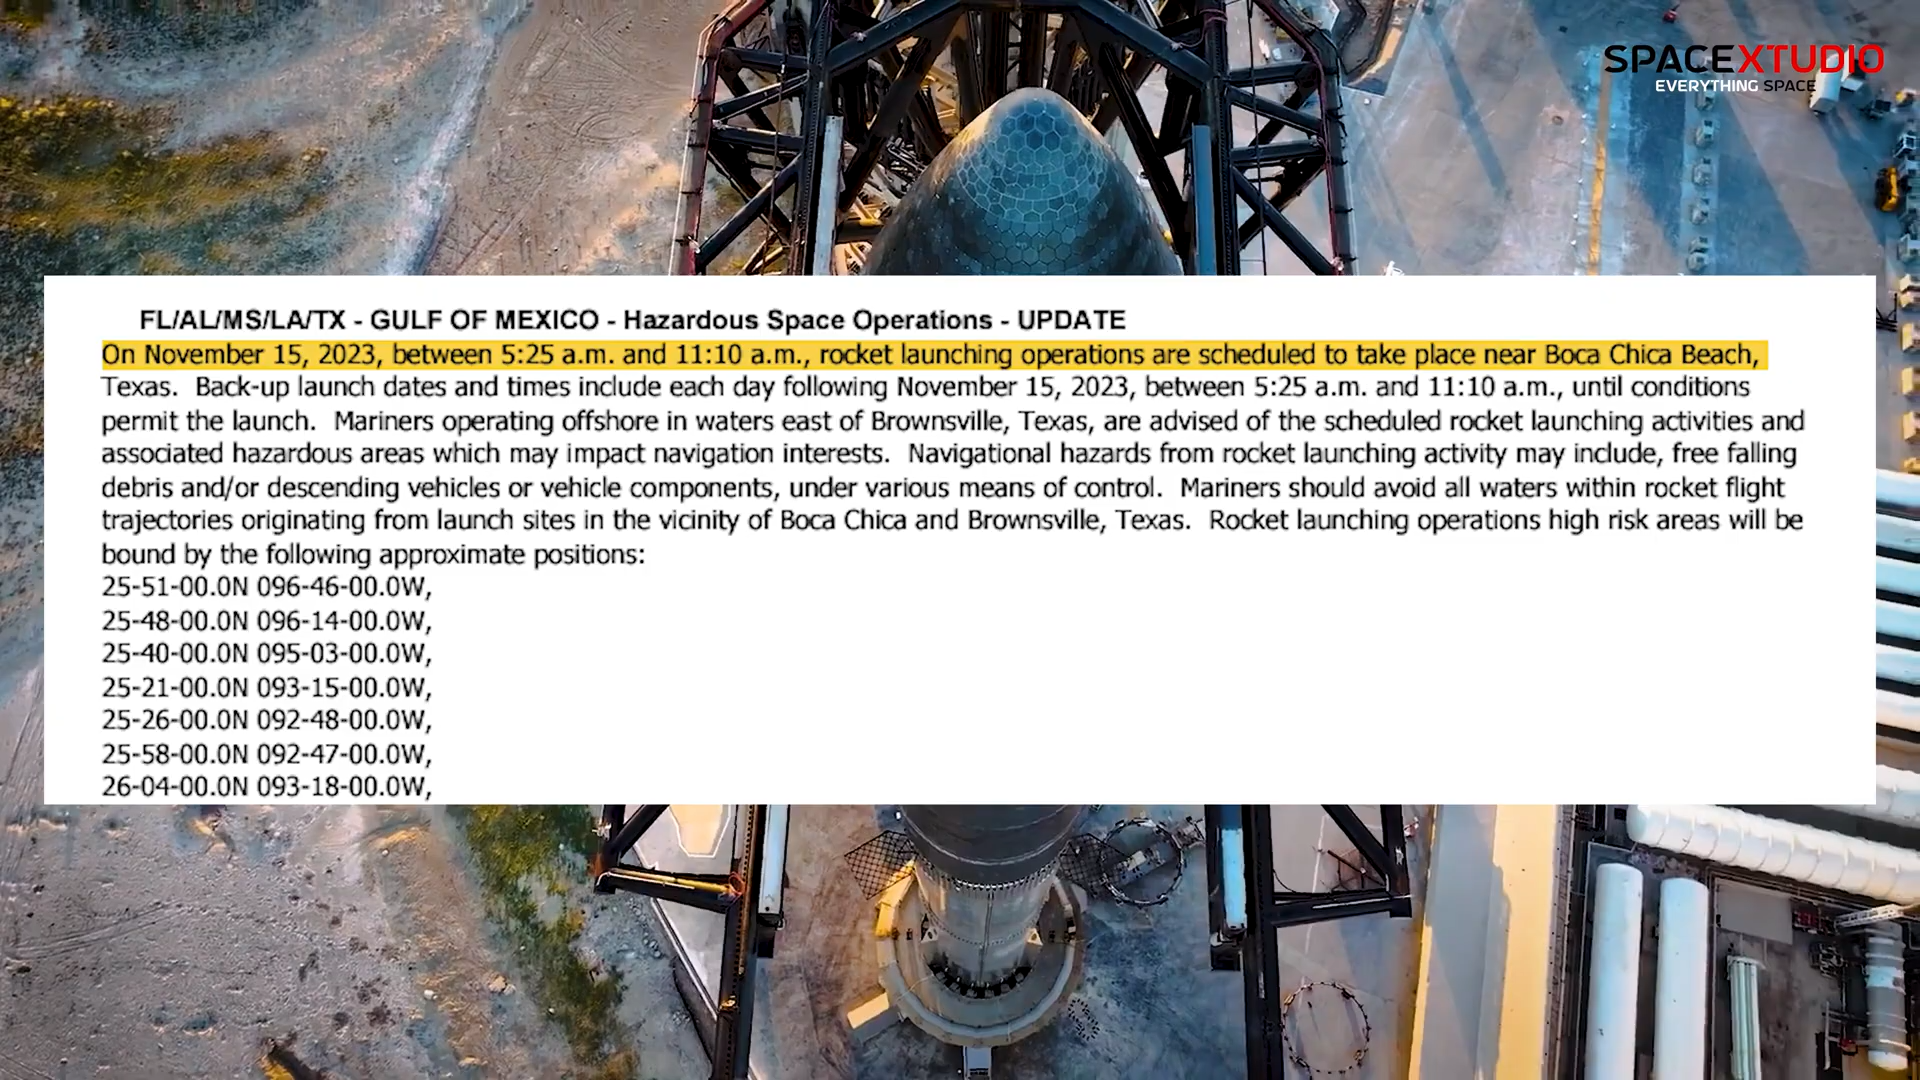 SPACEXTUDIO
EVERYTHING SPACE
FL/AL/MS/LA/TX - GULF OF MEXICO - Hazardous Space Operations - UPDATE
On November 15, 2023, between 5:25 a.m. and 11:10 a.m., rocket launching operations are scheduled to take place near Boca Chica Beach,
Texas.  Back-up launch dates and times include each day following November 15, 2023, between 5:25 a.m. and 11:10 a.m., until conditions
permit the launch.  Mariners operating offshore in waters east of Brownsville, Texas, are advised of the scheduled rocket launching activities and
associated hazardous areas which may impact navigation interests.  Navigational hazards from rocket launching activity may include, free falling
debris and/or descending vehicles or vehicle components, under various means of control.  Mariners should avoid all waters within rocket flight
trajectories originating from launch sites in the vicinity of Boca Chica and Brownsville, Texas.  Rocket launching operations high risk areas will be
bound by the following approximate positions:
25-51-00.0N 096-46-00.0W,
25-48-00.0N 096-14-00.0W,
25-40-00.0N 095-03-00.0W,
25-21-00.0N 093-15-00.0W,
25-26-00.0N 092-48-00.0W,
25-58-00.0N 092-47-00.0W,
26-04-00.0N 093-18-00.0W,